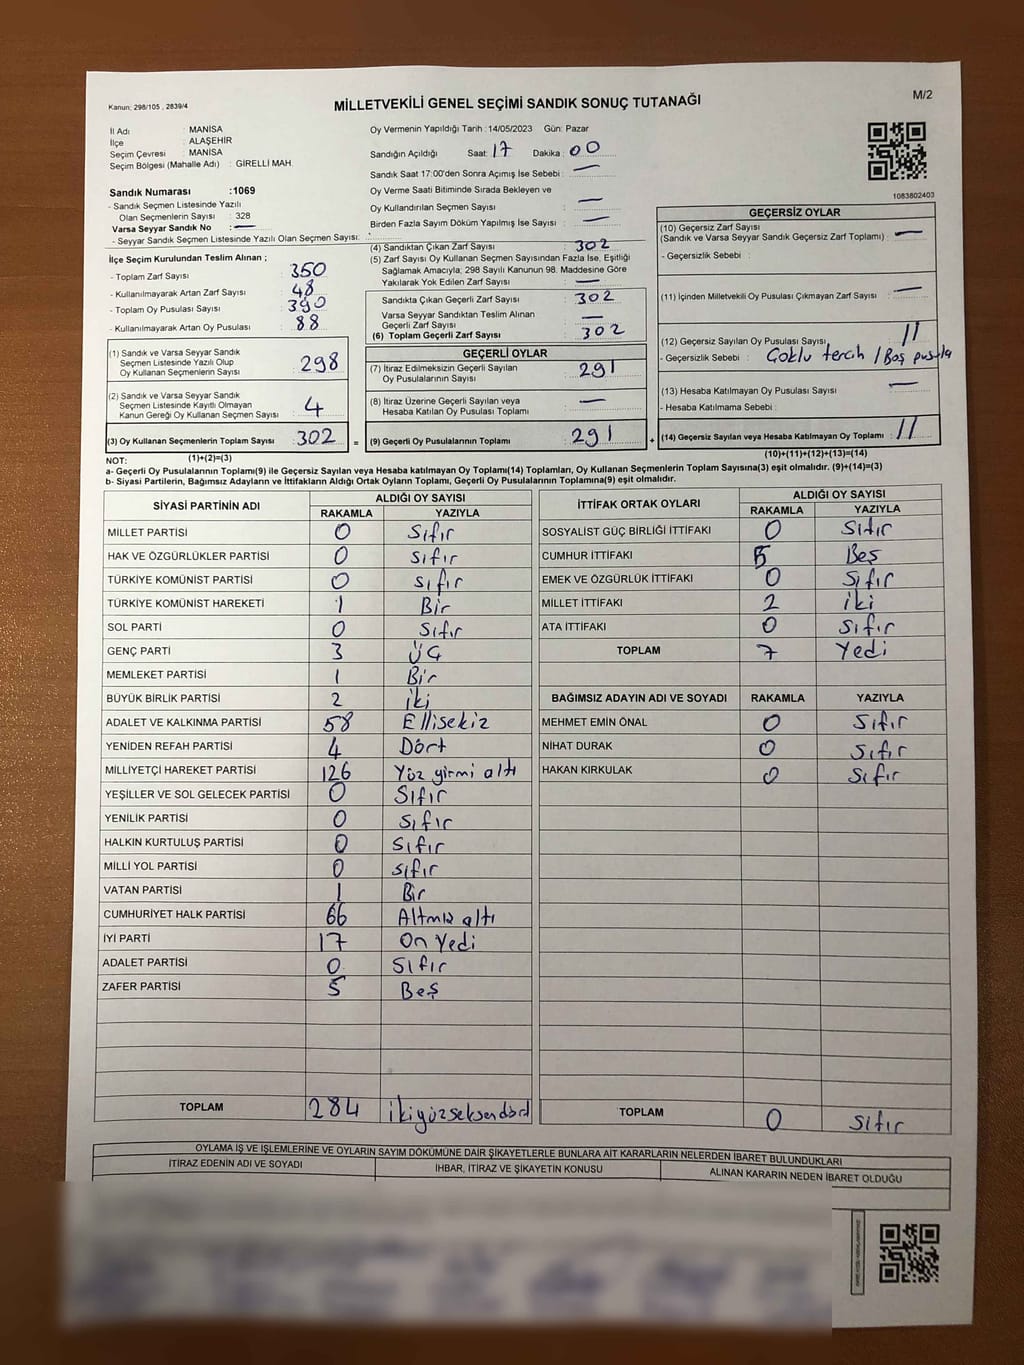 Kanun: 298/105 , 2839/4
MİLLETVEKİLİ GENEL SEÇİMİ SANDIK SONUÇ TUTANAĞI
M/2
İl Adı : MANİSA
İlçe : ALAŞEHİR
Seçim Çevresi : MANİSA
Seçim Bölgesi (Mahalle Adı) : GİRELLİ MAH.
Sandık Numarası :1069
- Sandık Seçmen Listesinde Yazılı
Olan Seçmenlerin Sayısı : 328
Varsa Seyyar Sandık No : —
- Seyyar Sandık Seçmen Listesinde Yazılı Olan Seçmen Sayısı:
Oy Vermenin Yapıldığı Tarih :14/05/2023 Gün: Pazar
Sandığın Açıldığı Saat: 17 Dakika : 00
Sandık Saat 17:00'den Sonra Açımış İse Sebebi : —
Oy Verme Saati Bitiminde Sırada Bekleyen ve
Oy Kullandırılan Seçmen Sayısı : —
Birden Fazla Sayım Döküm Yapılmış İse Sayısı : —
1083802403
İlçe Seçim Kurulundan Teslim Alınan ;
- Toplam Zarf Sayısı : 350
- Kullanılmayarak Artan Zarf Sayısı : 48
- Toplam Oy Pusulası Sayısı : 390
- Kullanılmayarak Artan Oy Pusulası : 88
(4) Sandıktan Çıkan Zarf Sayısı : 302
(5) Zarf Sayısı Oy Kullanan Seçmen Sayısından Fazla İse, Eşitliği
Sağlamak Amacıyla; 298 Sayılı Kanunun 98. Maddesine Göre
Yakılarak Yok Edilen Zarf Sayısı : —
Sandıkta Çıkan Geçerli Zarf Sayısı : 302
Varsa Seyyar Sandıktan Teslim Alınan
Geçerli Zarf Sayısı : —
(6) Toplam Geçerli Zarf Sayısı : 302
GEÇERSİZ OYLAR
(10) Geçersiz Zarf Sayısı
(Sandık ve Varsa Seyyar Sandık Geçersiz Zarf Toplamı) : —
- Geçersizlik Sebebi :
(11) İçinden Milletvekili Oy Pusulası Çıkmayan Zarf Sayısı : —
(12) Geçersiz Sayılan Oy Pusulası Sayısı : 11
- Geçersizlik Sebebi : Çoklu tercih / Boş pusula
(13) Hesaba Katılmayan Oy Pusulası Sayısı : —
- Hesaba Katılmama Sebebi :
(14) Geçersiz Sayılan veya Hesaba Katılmayan Oy Toplamı : 11
(10)+(11)+(12)+(13)=(14)
(1) Sandık ve Varsa Seyyar Sandık
Seçmen Listesinde Yazılı Olup
Oy Kullanan Seçmenlerin Sayısı : 298
(2) Sandık ve Varsa Seyyar Sandık
Seçmen Listesinde Kayıtlı Olmayan
Kanun Gereği Oy Kullanan Seçmen Sayısı : 4
(3) Oy Kullanan Seçmenlerin Toplam Sayısı : 302 =
(1)+(2)=(3)
GEÇERLİ OYLAR
(7) İtiraz Edilmeksizin Geçerli Sayılan
Oy Pusulalarının Sayısı : 291
(8) İtiraz Üzerine Geçerli Sayılan veya
Hesaba Katılan Oy Pusulası Toplamı : —
(9) Geçerli Oy Pusulalarının Toplamı : 291 +
NOT:
a- Geçerli Oy Pusulalarının Toplamı(9) ile Geçersiz Sayılan veya Hesaba katılmayan Oy Toplamı(14) Toplamları, Oy Kullanan Seçmenlerin Toplam Sayısına(3) eşit olmalıdır. (9)+(14)=(3)
b- Siyasi Partilerin, Bağımsız Adayların ve İttifakların Aldığı Ortak Oyların Toplamı, Geçerli Oy Pusulalarının Toplamına(9) eşit olmalıdır.
SİYASİ PARTİNİN ADI ALDIĞI OY SAYISI
RAKAMLA YAZIYLA
MİLLET PARTİSİ 0 Sıfır
HAK VE ÖZGÜRLÜKLER PARTİSİ 0 Sıfır
TÜRKİYE KOMÜNİST PARTİSİ 0 Sıfır
TÜRKİYE KOMÜNİST HAREKETİ 1 Bir
SOL PARTİ 0 Sıfır
GENÇ PARTİ 3 Üç
MEMLEKET PARTİSİ 1 Bir
BÜYÜK BİRLİK PARTİSİ 2 iki
ADALET VE KALKINMA PARTİSİ 58 Ellisekiz
YENİDEN REFAH PARTİSİ 4 Dört
MİLLİYETÇİ HAREKET PARTİSİ 126 Yüz yirmi altı
YEŞİLLER VE SOL GELECEK PARTİSİ 0 Sıfır
YENİLİK PARTİSİ 0 Sıfır
HALKIN KURTULUŞ PARTİSİ 0 Sıfır
MİLLİ YOL PARTİSİ 0 Sıfır
VATAN PARTİSİ 1 Bir
CUMHURİYET HALK PARTİSİ 66 Altmış altı
İYİ PARTİ 17 On Yedi
ADALET PARTİSİ 0 Sıfır
ZAFER PARTİSİ 5 Beş
TOPLAM 284 ikiyüzseksendört
İTTİFAK ORTAK OYLARI ALDIĞI OY SAYISI
RAKAMLA YAZIYLA
SOSYALIST GÜÇ BİRLİĞİ İTTİFAKI 0 Sıfır
CUMHUR İTTİFAKI 5 Beş
EMEK VE ÖZGÜRLÜK İTTİFAKI 0 Sıfır
MİLLET İTTİFAKI 2 iki
ATA İTTİFAKI 0 Sıfır
TOPLAM 7 Yedi
BAĞIMSIZ ADAYIN ADI VE SOYADI RAKAMLA YAZIYLA
MEHMET EMİN ÖNAL 0 Sıfır
NİHAT DURAK 0 Sıfır
HAKAN KIRKULAK 0 Sıfır
TOPLAM 0 Sıfır
OYLAMA İŞ VE İŞLEMLERİNE VE OYLARIN SAYIM DÖKÜMÜNE DAİR ŞİKAYETLERLE BUNLARA AİT KARARLARIN NELERDEN İBARET BULUNDUKLARI
İTİRAZ EDENİN ADI VE SOYADI İHBAR, İTİRAZ VE ŞİKAYETİN KONUSU ALINAN KARARIN NEDEN İBARET OLDUĞU